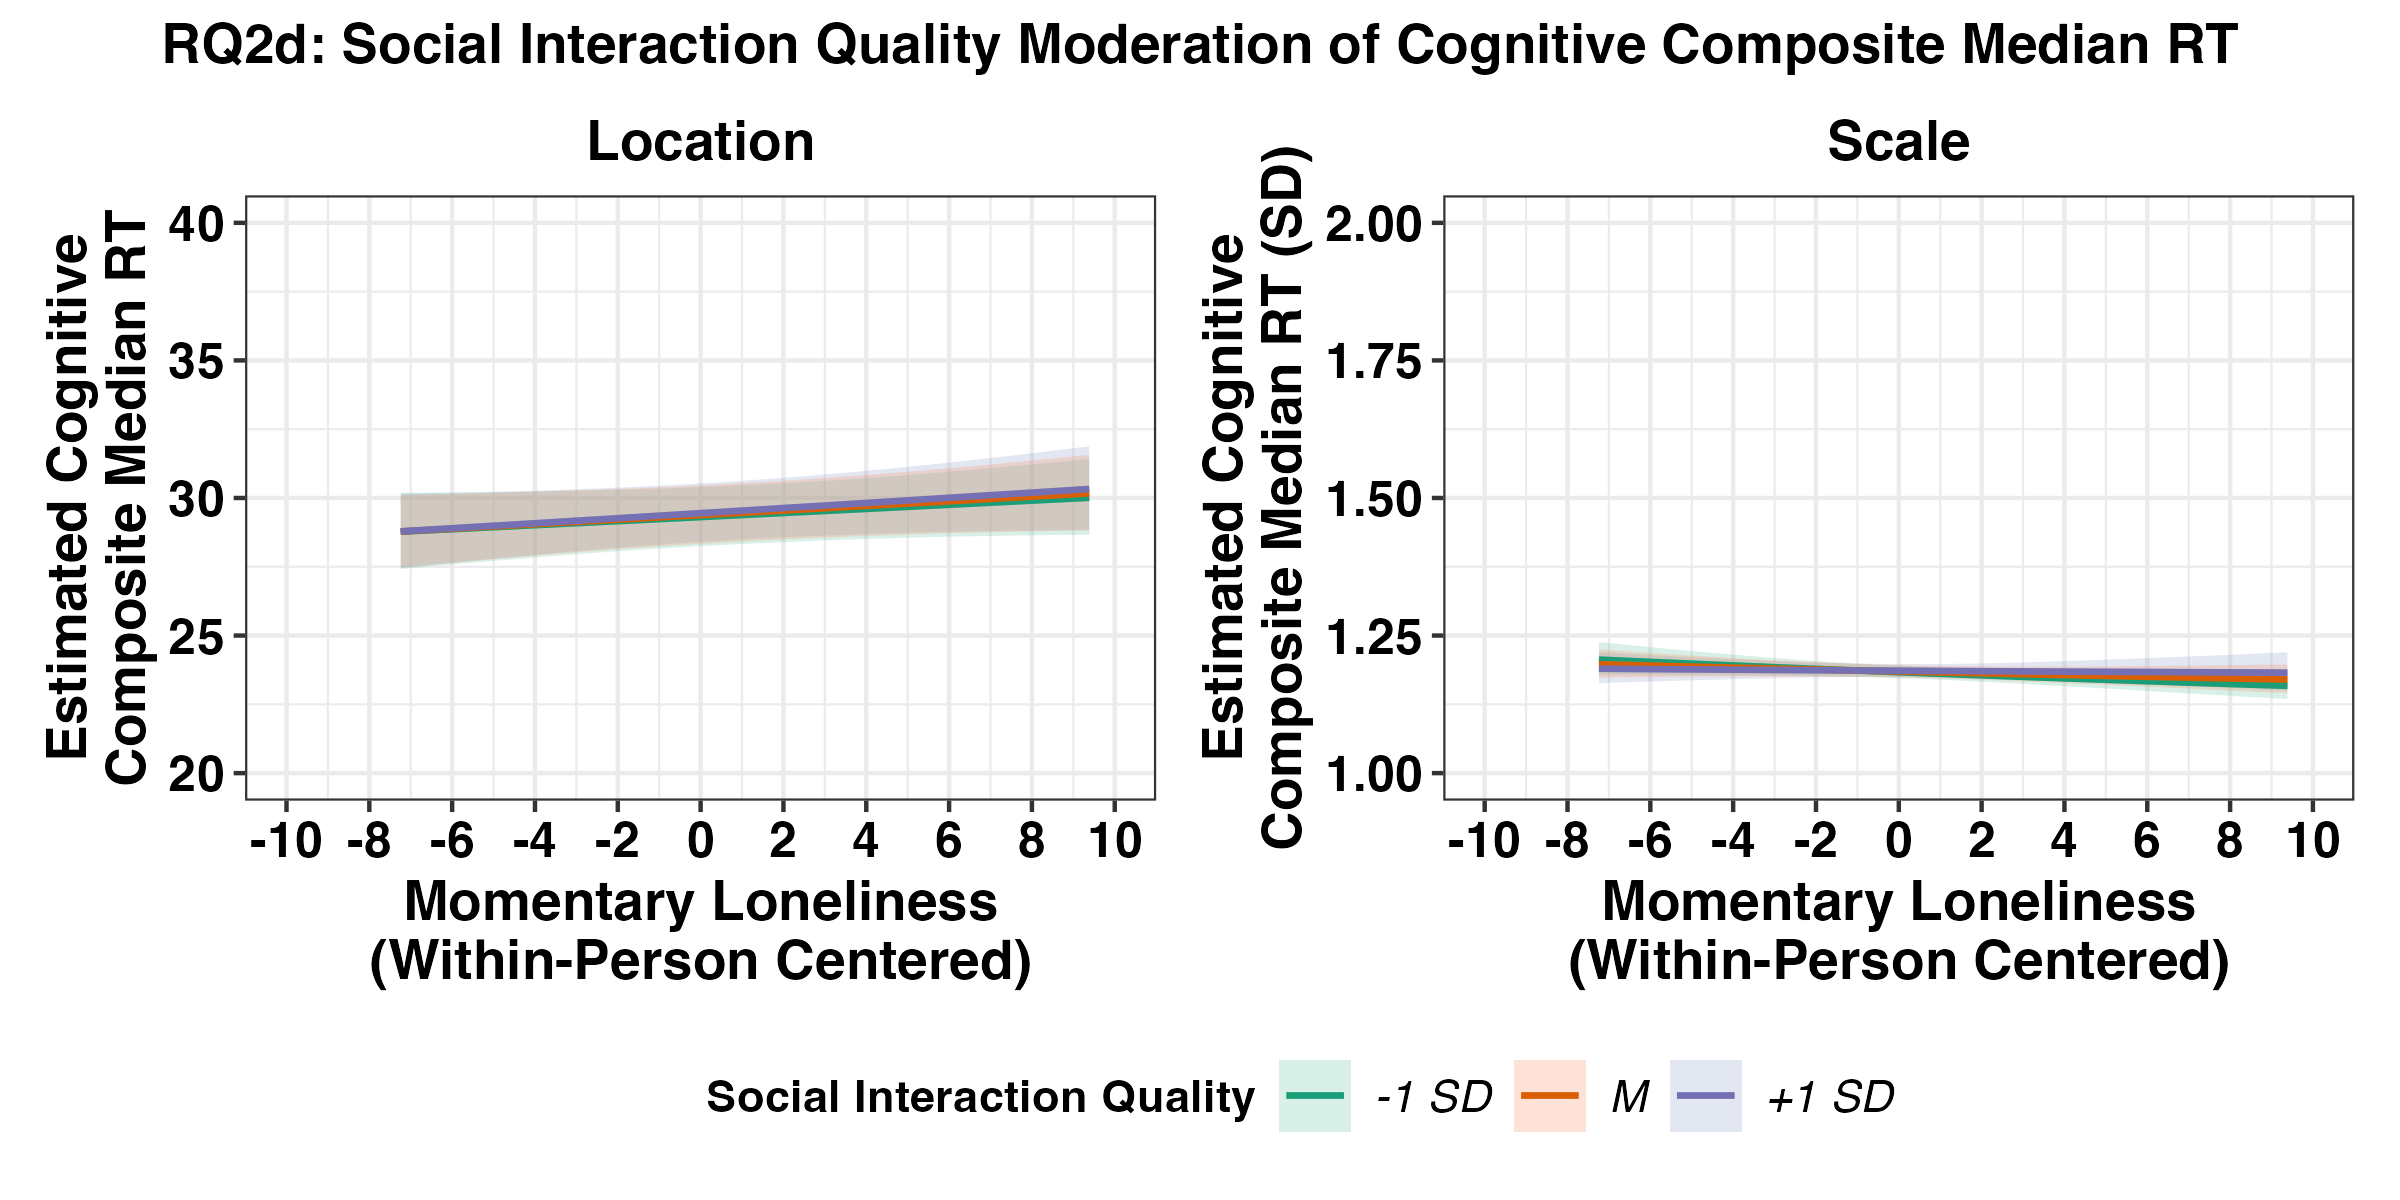 RQ2d: Social Interaction Quality Moderation of Cognitive Composite Median RT
Location
Estimated Cognitive
Composite Median RT
40
35
30
25
20
-10 -8 -6 -4 -2 0 2 4 6 8 10
Momentary Loneliness
(Within-Person Centered)
Scale
Estimated Cognitive
Composite Median RT (SD)
2.00
1.75
1.50
1.25
1.00
-10 -8 -6 -4 -2 0 2 4 6 8 10
Momentary Loneliness
(Within-Person Centered)
Social Interaction Quality -1 SD M +1 SD